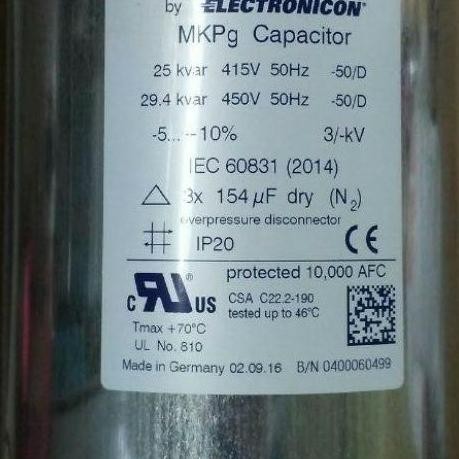 by ELECTRONICON®
MKPg Capacitor
25 kvar 415V 50Hz -50/D
29.4 kvar 450V 50Hz -50/D
-5...--10% 3/-kV
IEC 60831 (2014)
3x 154 µF dry (N₂)
overpressure disconnector
IP20 CE
protected 10,000 AFC
c RU® US CSA C22.2-190
tested up to 46°C
Tmax +70°C
UL No. 810
Made in Germany 02.09.16 B/N 0400060499